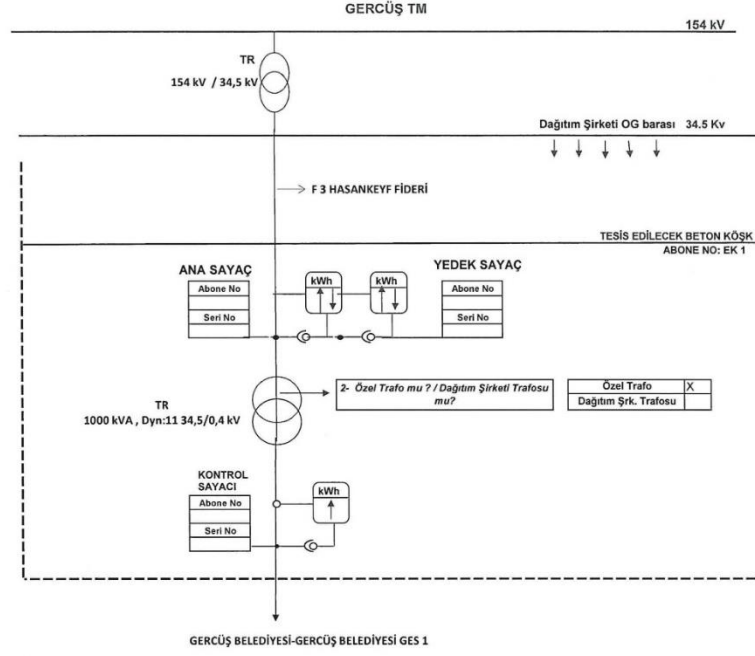 GERCÜŞ TM
154 kV
TR
154 kV / 34,5 kV
Dağıtım Şirketi OG barası 34.5 Kv
F 3 HASANKEYF FİDERİ
TESİS EDİLECEK BETON KÖŞK
ABONE NO: EK 1
ANA SAYAÇ
Abone No
Seri No
kWh
kWh
YEDEK SAYAÇ
Abone No
Seri No
TR
1000 kVA , Dyn:11 34,5/0,4 kV
2- Özel Trafo mu ? / Dağıtım Şirketi Trafosu
mu?
Özel Trafo X
Dağıtım Şrk. Trafosu
KONTROL
SAYACI
Abone No
Seri No
kWh
GERCÜŞ BELEDİYESİ-GERCÜŞ BELEDİYESİ GES 1